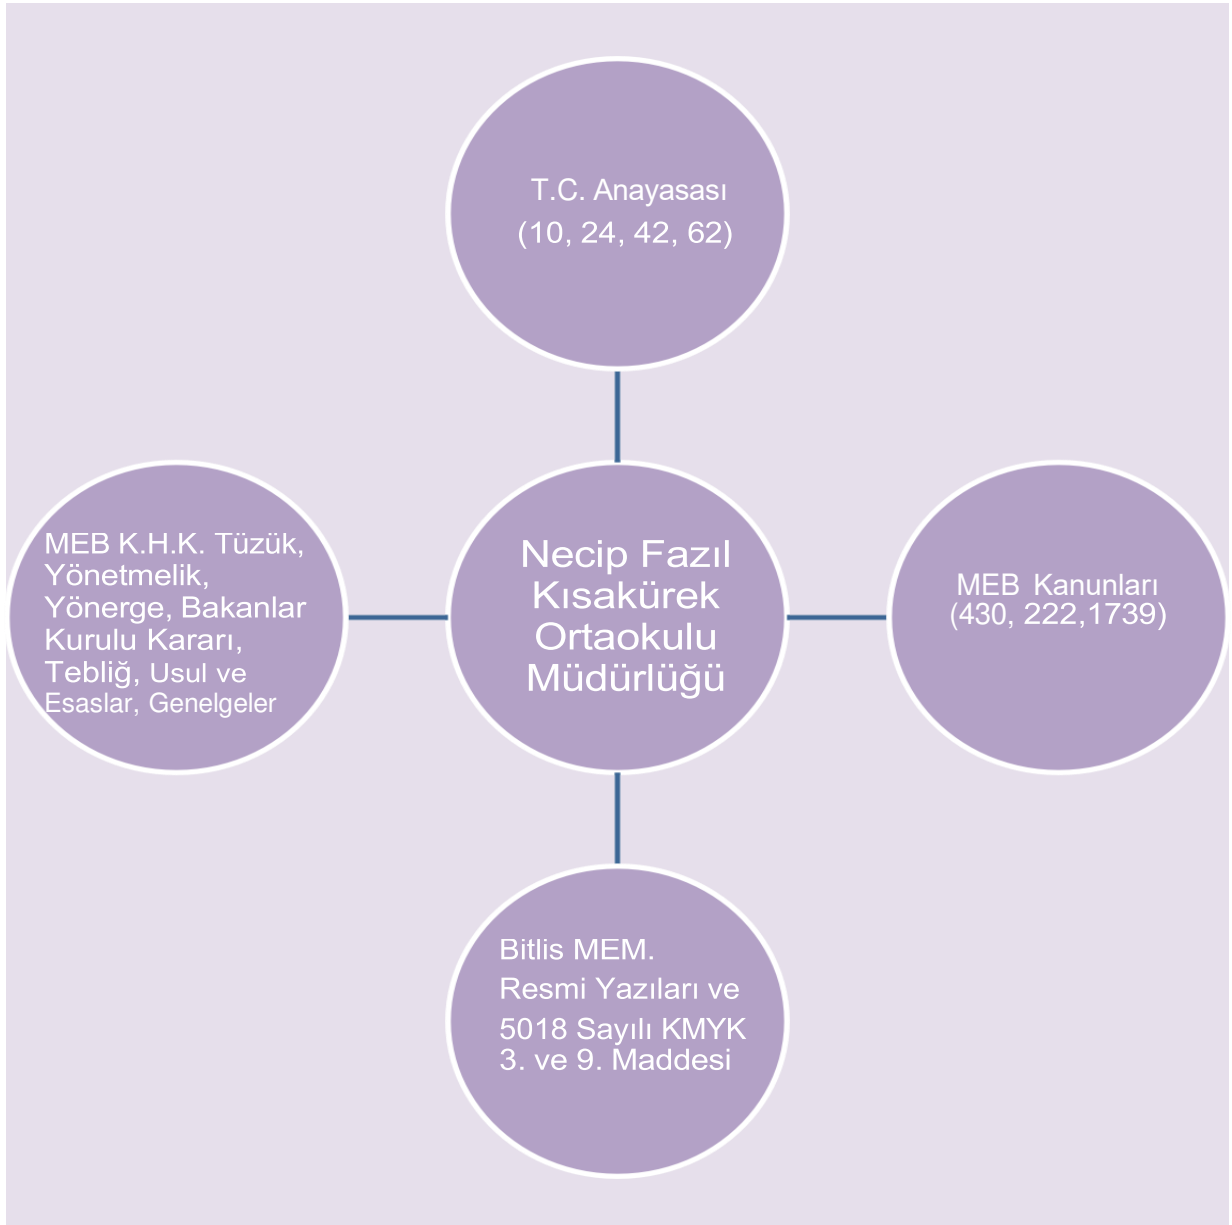 T.C. Anayasası
(10, 24, 42, 62)
MEB K.H.K. Tüzük,
Yönetmelik,
Yönerge, Bakanlar
Kurulu Kararı,
Tebliğ, Usul ve
Esaslar, Genelgeler
Necip Fazıl
Kısakürek
Ortaokulu
Müdürlüğü
MEB Kanunları
(430, 222,1739)
Bitlis MEM.
Resmi Yazıları ve
5018 Sayılı KMYK
3. ve 9. Maddesi